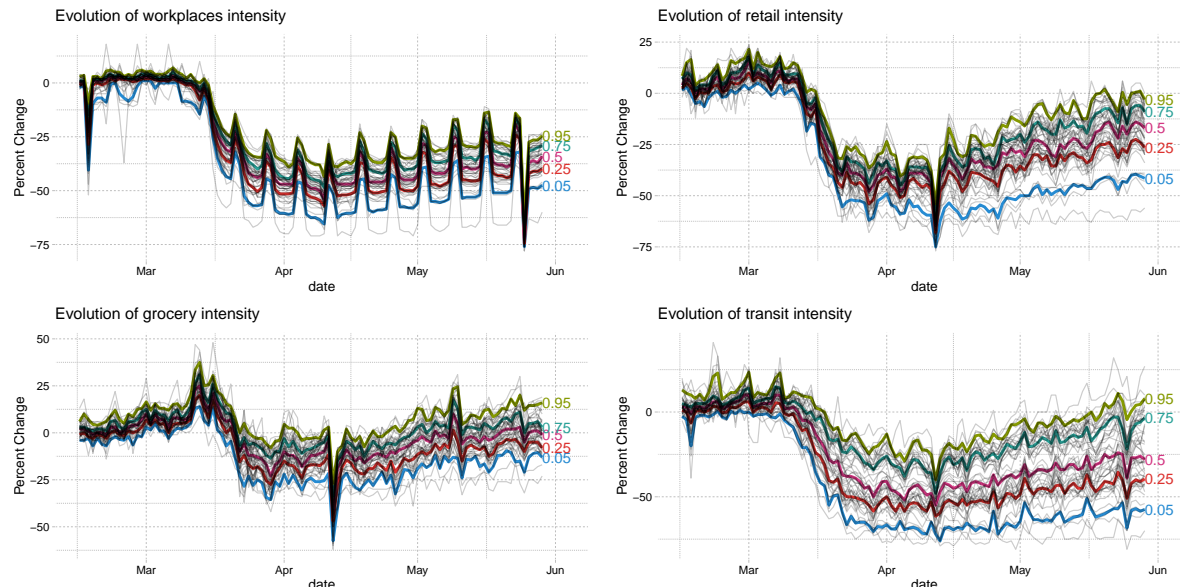 Evolution of workplaces intensity
Percent Change
0
−25
−50
−75
0.95
0.75
0.5
0.25
0.05
Mar
Apr
May
Jun
date
Evolution of retail intensity
Percent Change
25
0
−25
−50
−75
0.95
0.75
0.5
0.25
0.05
Mar
Apr
May
Jun
date
Evolution of grocery intensity
Percent Change
50
25
0
−25
−50
0.95
0.75
0.5
0.25
0.05
Mar
Apr
May
Jun
date
Evolution of transit intensity
Percent Change
0
−50
0.95
0.75
0.5
0.25
0.05
Mar
Apr
May
Jun
date